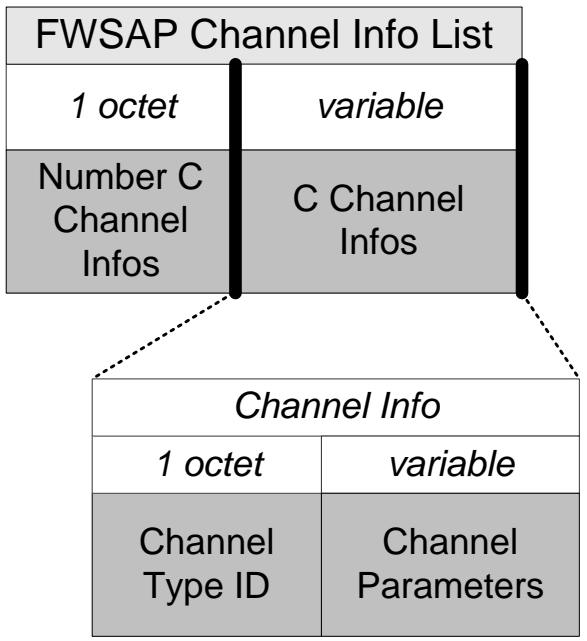 FWSAP Channel Info List
1 octet
variable
Number C
Channel
Infos
C Channel
Infos
Channel Info
1 octet
variable
Channel
Type ID
Channel
Parameters